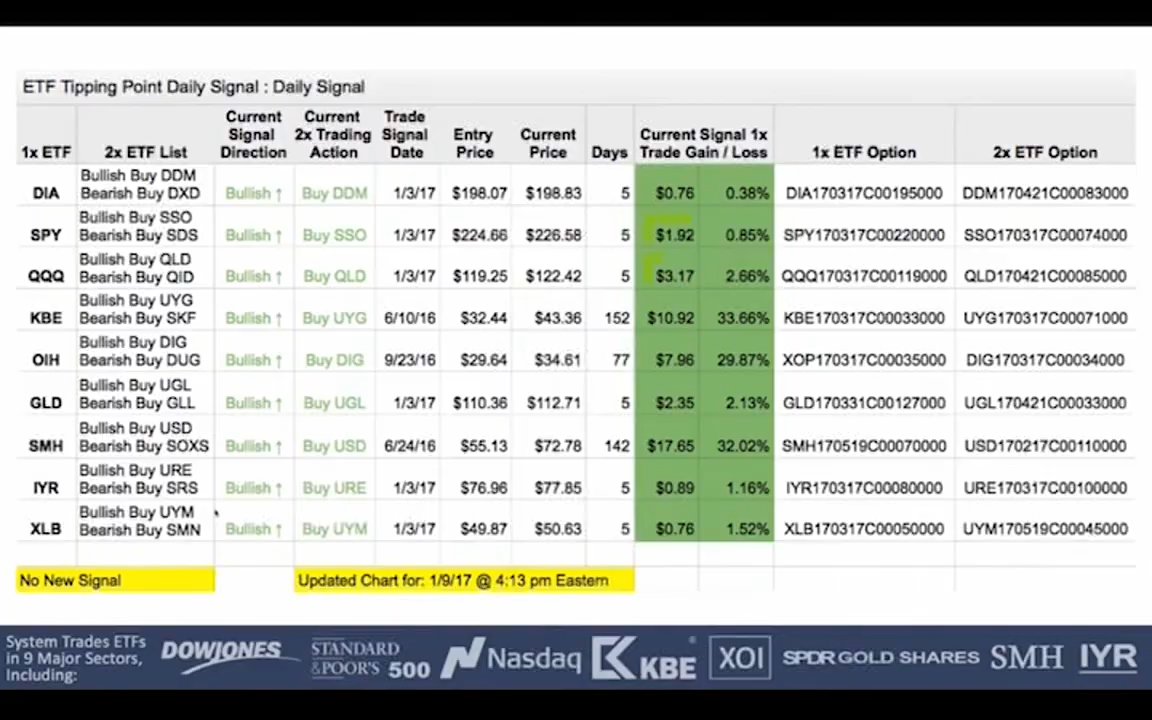 ETF Tipping Point Daily Signal : Daily Signal
1x ETF 2x ETF List Current Signal Direction Current 2x Trading Action Trade Signal Date Entry Price Current Price Days Current Signal 1x Trade Gain / Loss 1x ETF Option 2x ETF Option
DIA Bullish Buy DDM Bearish Buy DXD Bullish ↑ Buy DDM 1/3/17 $198.07 $198.83 5 $0.76 0.38% DIA170317C00195000 DDM170421C00083000
SPY Bullish Buy SSO Bearish Buy SDS Bullish ↑ Buy SSO 1/3/17 $224.66 $226.58 5 $1.92 0.85% SPY170317C00220000 SSO170317C00074000
QQQ Bullish Buy QLD Bearish Buy QID Bullish ↑ Buy QLD 1/3/17 $119.25 $122.42 5 $3.17 2.66% QQQ170317C00119000 QLD170421C00085000
KBE Bullish Buy UYG Bearish Buy SKF Bullish ↑ Buy UYG 6/10/16 $32.44 $43.36 152 $10.92 33.66% KBE170317C00033000 UYG170317C00071000
OIH Bullish Buy DIG Bearish Buy DUG Bullish ↑ Buy DIG 9/23/16 $29.64 $34.61 77 $7.96 29.87% XOP170317C00035000 DIG170317C00034000
GLD Bullish Buy UGL Bearish Buy GLL Bullish ↑ Buy UGL 1/3/17 $110.36 $112.71 5 $2.35 2.13% GLD170331C00127000 UGL170421C00033000
SMH Bullish Buy USD Bearish Buy SOXS Bullish ↑ Buy USD 6/24/16 $55.13 $72.78 142 $17.65 32.02% SMH170519C00070000 USD170217C00110000
IYR Bullish Buy URE Bearish Buy SRS Bullish ↑ Buy URE 1/3/17 $76.96 $77.85 5 $0.89 1.16% IYR170317C00080000 URE170317C00100000
XLB Bullish Buy UYM Bearish Buy SMN Bullish ↑ Buy UYM 1/3/17 $49.87 $50.63 5 $0.76 1.52% XLB170317C00050000 UYM170519C00045000
No New Signal Updated Chart for: 1/9/17 @ 4:13 pm Eastern
System Trades ETFs
in 9 Major Sectors,
Including:
DOWJONES
STANDARD
&POOR'S 500
Nasdaq
KBE
XOI
SPDR GOLD SHARES
SMH
IYR